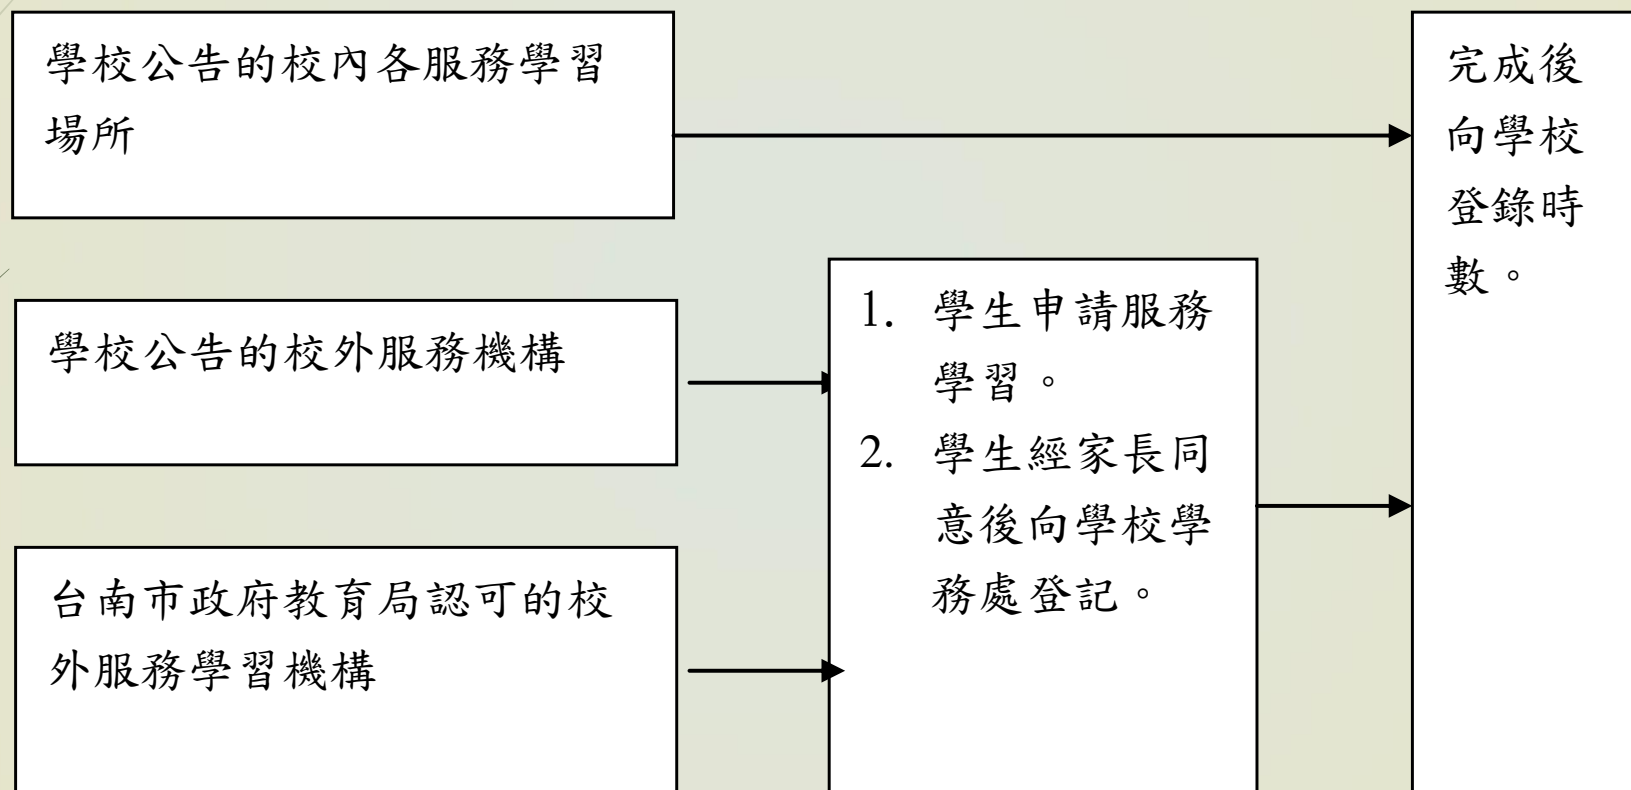 學校公告的校內各服務學習
場所
學校公告的校外服務機構
台南市政府教育局認可的校
外服務學習機構
1. 學生申請服務
學習。
2. 學生經家長同
意後向學校學
務處登記。
完成後
向學校
登錄時
數。